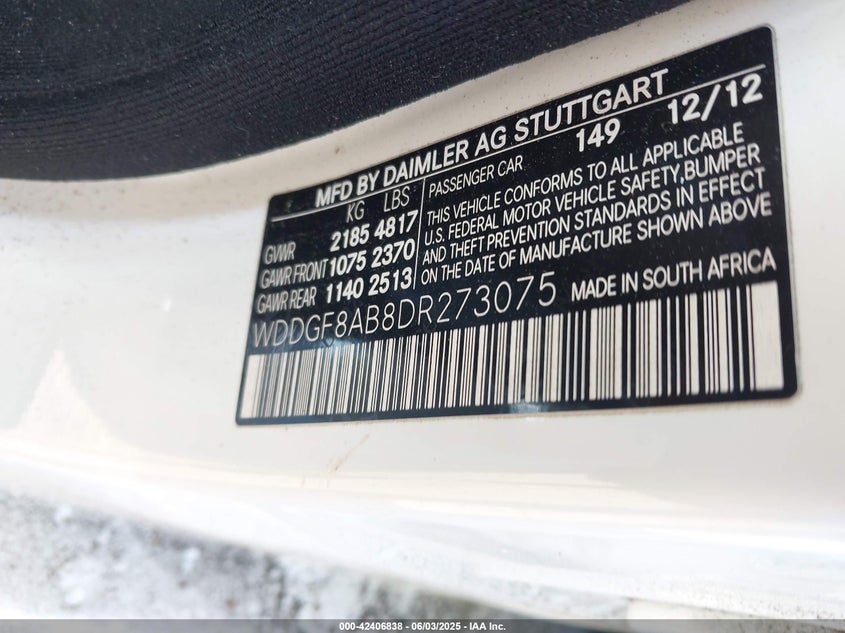 MFD BY DAIMLER AG STUTTGART
KG LBS
GVWR 2185 4817
GAWR FRONT 1075 2370
GAWR REAR 1140 2513
PASSENGER CAR 149 12/12
THIS VEHICLE CONFORMS TO ALL APPLICABLE
U.S. FEDERAL MOTOR VEHICLE SAFETY,BUMPER
AND THEFT PREVENTION STANDARDS IN EFFECT
ON THE DATE OF MANUFACTURE SHOWN ABOVE
WDDGF8AB8DR273075 MADE IN SOUTH AFRICA
000-42406838 - 06/03/2025 - IAA Inc.